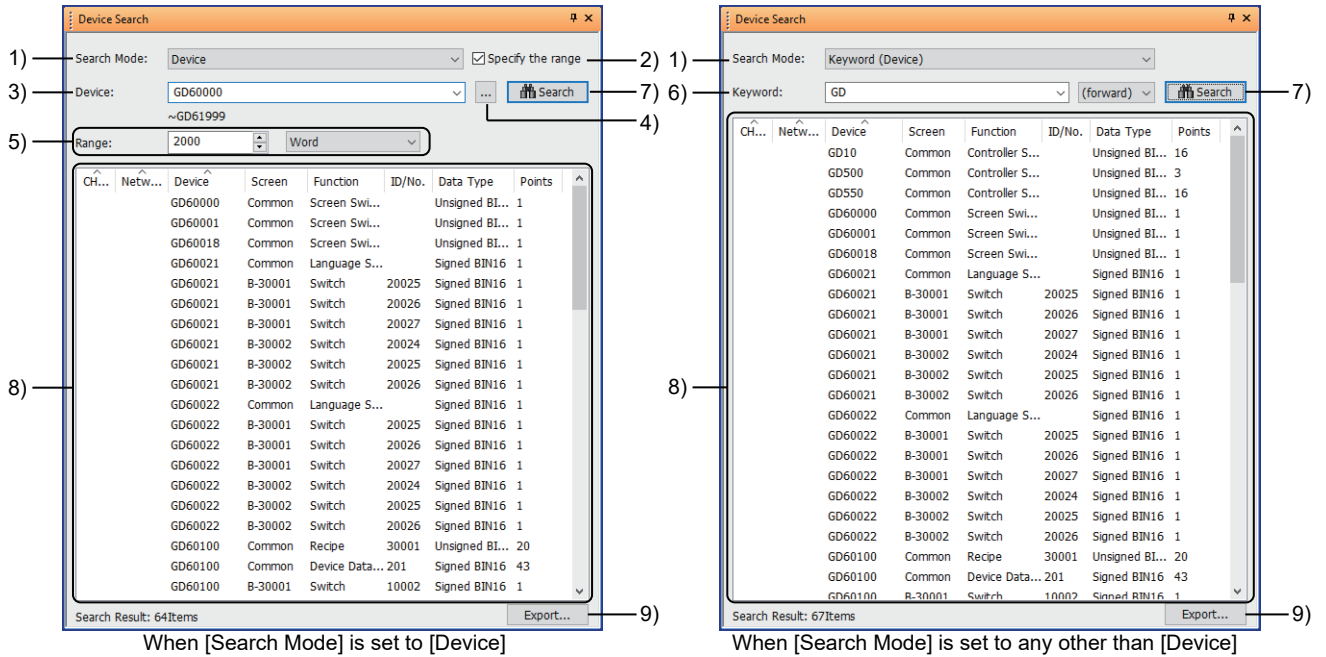 Device Search
1) Search Mode: Device Specify the range 2)
3) Device: GD60000 ... Search 7)
~GD61999 4)
5) Range: 2000 Word
CH... Netw... Device Screen Function ID/No. Data Type Points
GD60000 Common Screen Swi... Unsigned BI... 1
GD60001 Common Screen Swi... Unsigned BI... 1
GD60018 Common Screen Swi... Unsigned BI... 1
GD60021 Common Language S... Signed BIN16 1
GD60021 B-30001 Switch 20025 Signed BIN16 1
GD60021 B-30001 Switch 20026 Signed BIN16 1
GD60021 B-30001 Switch 20027 Signed BIN16 1
GD60021 B-30002 Switch 20024 Signed BIN16 1
GD60021 B-30002 Switch 20025 Signed BIN16 1
8) GD60021 B-30002 Switch 20026 Signed BIN16 1
GD60022 Common Language S... Signed BIN16 1
GD60022 B-30001 Switch 20025 Signed BIN16 1
GD60022 B-30001 Switch 20026 Signed BIN16 1
GD60022 B-30001 Switch 20027 Signed BIN16 1
GD60022 B-30002 Switch 20024 Signed BIN16 1
GD60022 B-30002 Switch 20025 Signed BIN16 1
GD60022 B-30002 Switch 20026 Signed BIN16 1
GD60100 Common Recipe 30001 Unsigned BI... 20
GD60100 Common Device Data... 201 Signed BIN16 43
GD60100 B-30001 Switch 10002 Signed BIN16 1
Search Result: 64Items Export... 9)
When [Search Mode] is set to [Device]
Device Search
1) Search Mode: Keyword (Device)
6) Keyword: GD (forward) Search 7)
CH... Netw... Device Screen Function ID/No. Data Type Points
GD10 Common Controller S... Unsigned BI... 16
GD500 Common Controller S... Unsigned BI... 3
GD550 Common Controller S... Unsigned BI... 16
GD60000 Common Screen Swi... Unsigned BI... 1
GD60001 Common Screen Swi... Unsigned BI... 1
GD60018 Common Screen Swi... Unsigned BI... 1
GD60021 Common Language S... Signed BIN16 1
GD60021 B-30001 Switch 20025 Signed BIN16 1
GD60021 B-30001 Switch 20026 Signed BIN16 1
GD60021 B-30001 Switch 20027 Signed BIN16 1
GD60021 B-30002 Switch 20024 Signed BIN16 1
GD60021 B-30002 Switch 20025 Signed BIN16 1
8) GD60021 B-30002 Switch 20026 Signed BIN16 1
GD60022 Common Language S... Signed BIN16 1
GD60022 B-30001 Switch 20025 Signed BIN16 1
GD60022 B-30001 Switch 20026 Signed BIN16 1
GD60022 B-30001 Switch 20027 Signed BIN16 1
GD60022 B-30002 Switch 20024 Signed BIN16 1
GD60022 B-30002 Switch 20025 Signed BIN16 1
GD60022 B-30002 Switch 20026 Signed BIN16 1
GD60100 Common Recipe 30001 Unsigned BI... 20
GD60100 Common Device Data... 201 Signed BIN16 43
GD60100 B-30001 Switch 10002 Signed BIN16 1
Search Result: 67Items Export... 9)
When [Search Mode] is set to any other than [Device]